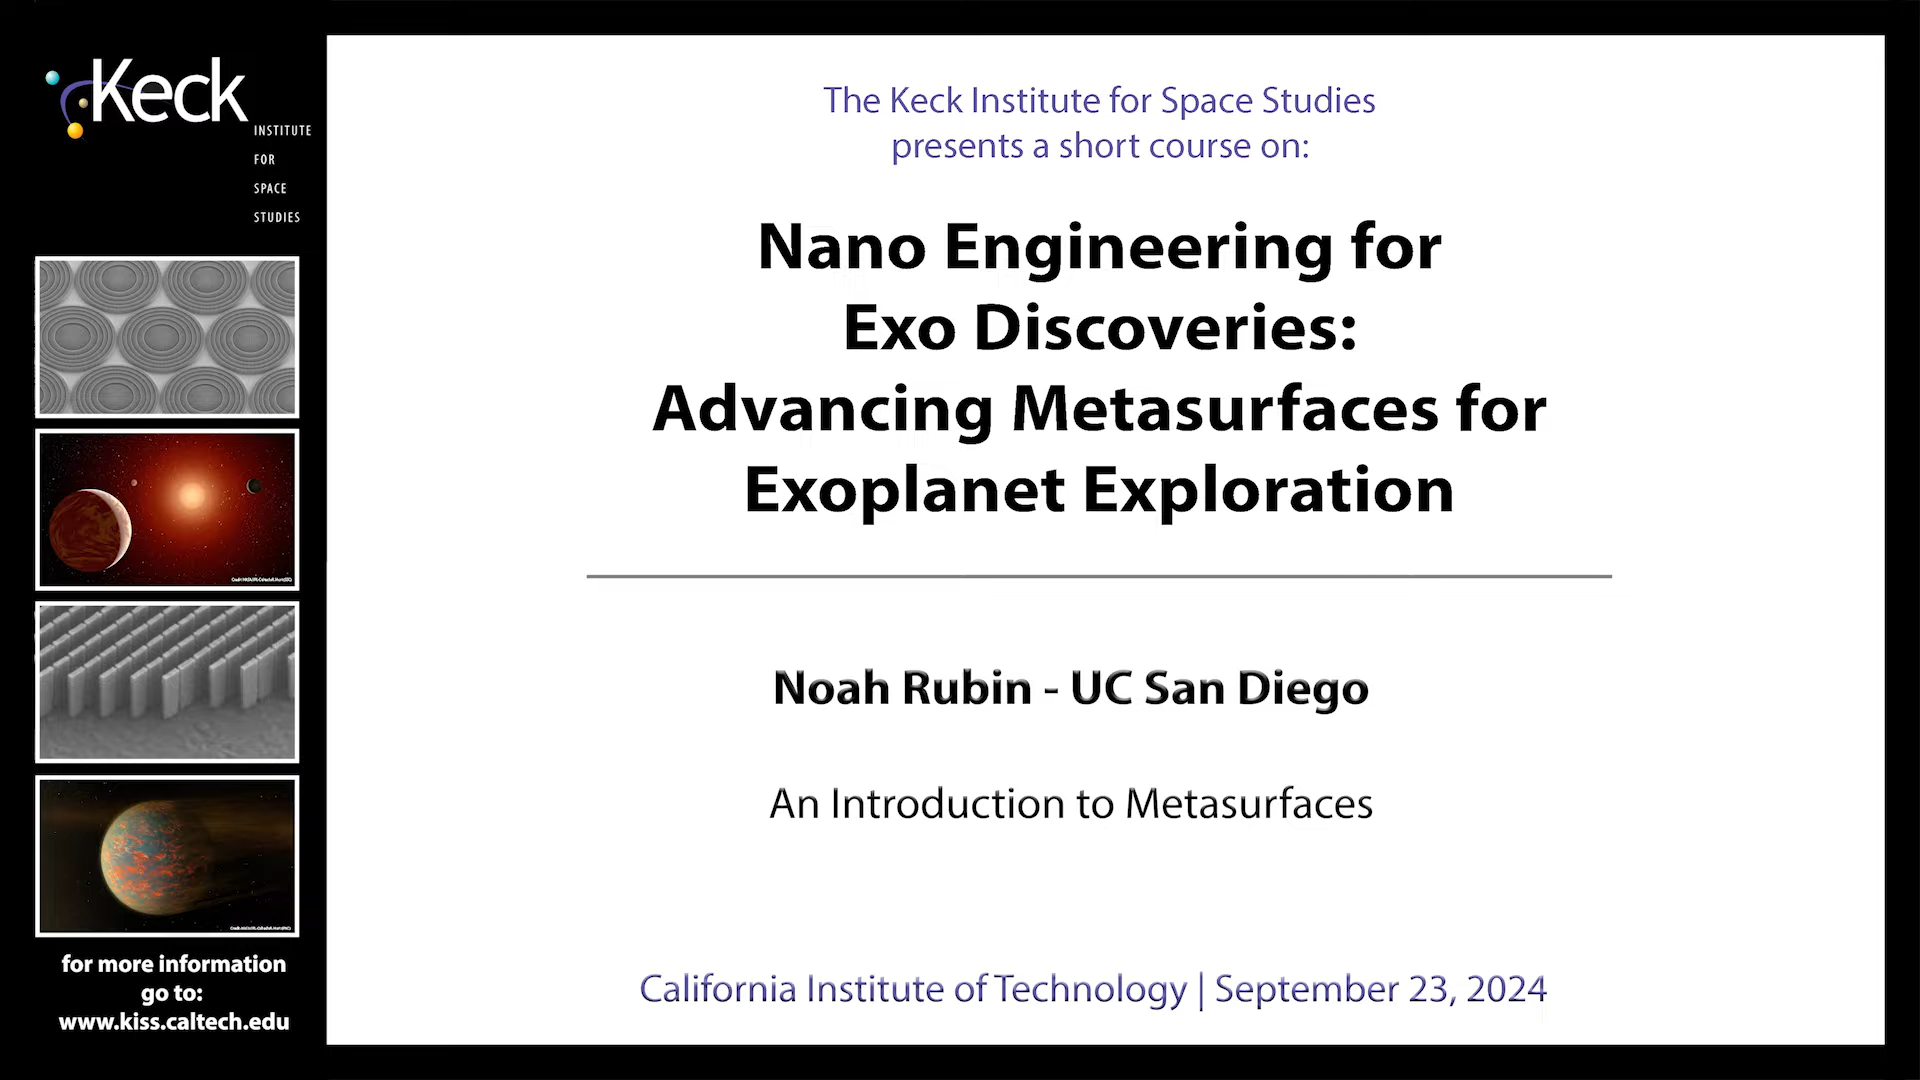 Keck
INSTITUTE
FOR
SPACE
STUDIES
for more information
go to:
www.kiss.caltech.edu
The Keck Institute for Space Studies
presents a short course on:
Nano Engineering for
Exo Discoveries:
Advancing Metasurfaces for
Exoplanet Exploration
Noah Rubin - UC San Diego
An Introduction to Metasurfaces
California Institute of Technology | September 23, 2024